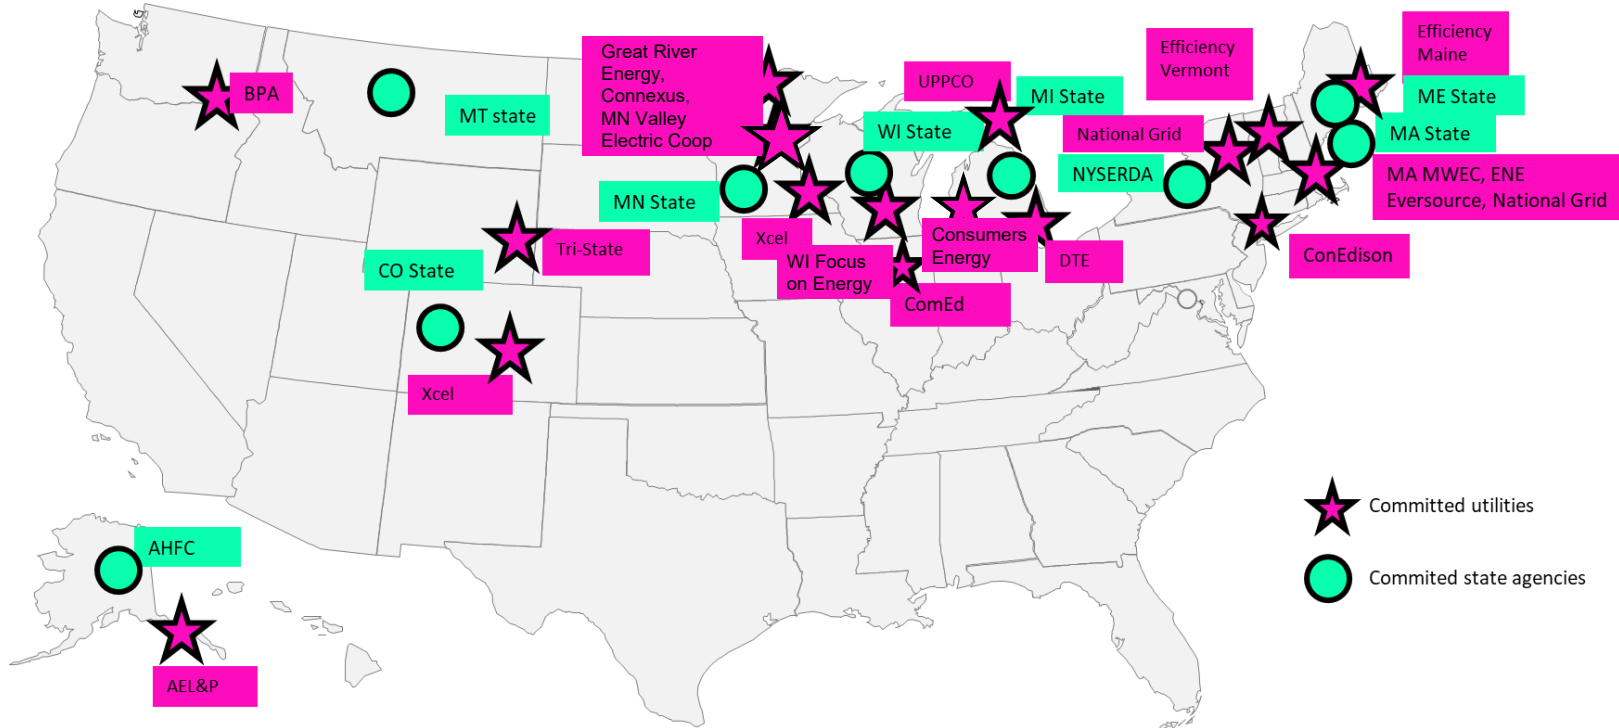 Great River
Energy,
Connexus,
MN Valley
Electric Coop
BPA
MT state
UPPCO
MI State
WI State
National Grid
Efficiency
Vermont
Efficiency
Maine
ME State
MA State
NYSERDA
MA MWEC, ENE
Eversource, National Grid
MN State
Xcel
WI Focus
on Energy
Consumers
Energy
DTE
ComEd
ConEdison
Tri-State
CO State
Xcel
AHFC
AEL&P
Committed utilities
Commited state agencies